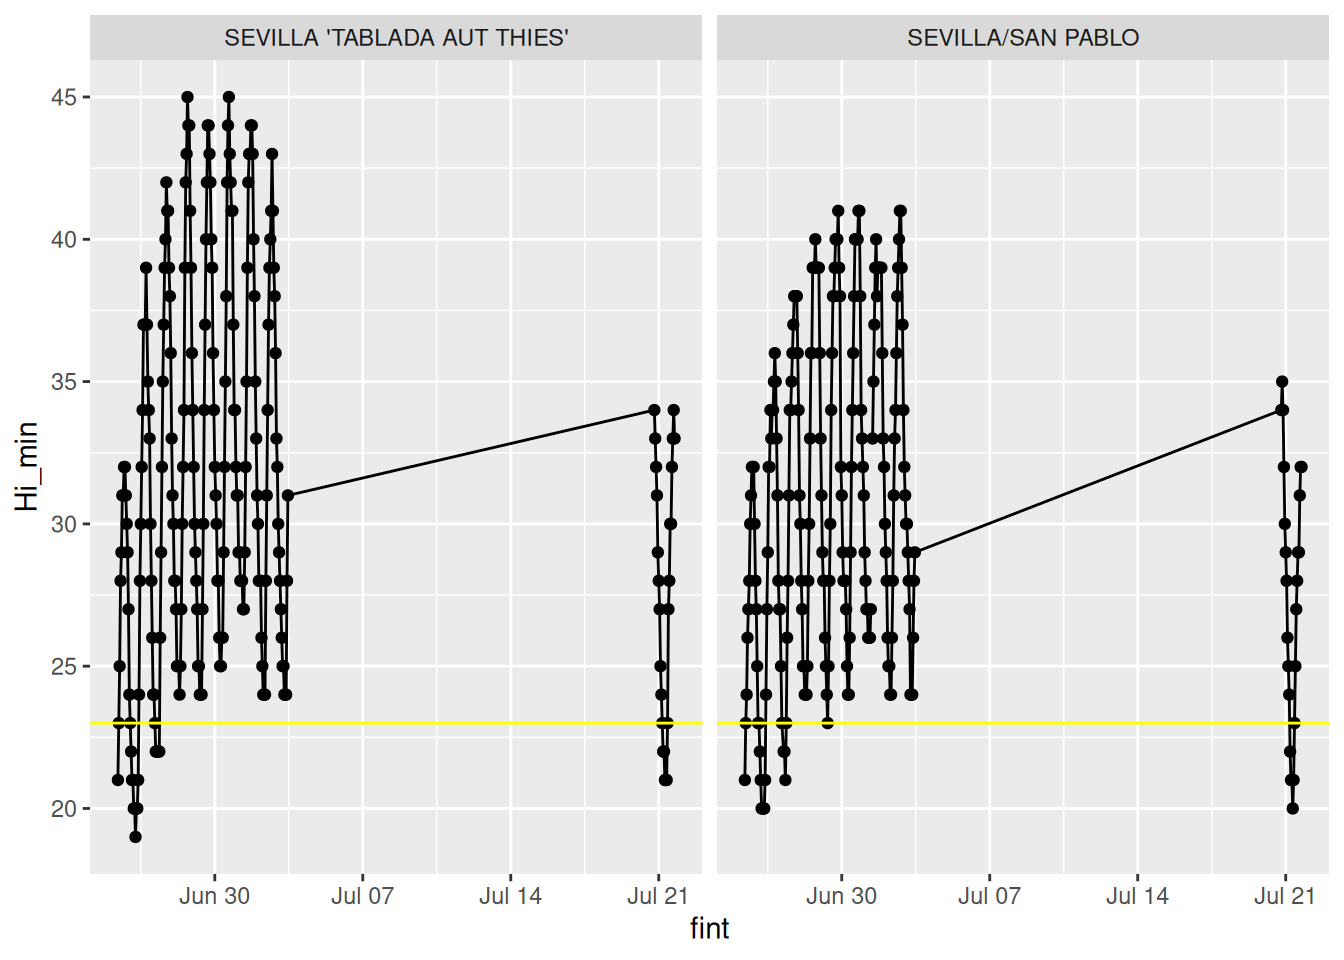 SEVILLA 'TABLADA AUT THIES'
SEVILLA/SAN PABLO
Hi_min
45
40
35
30
25
20
Jun 30
Jul 07
Jul 14
Jul 21
Jun 30
Jul 07
Jul 14
Jul 21
fint